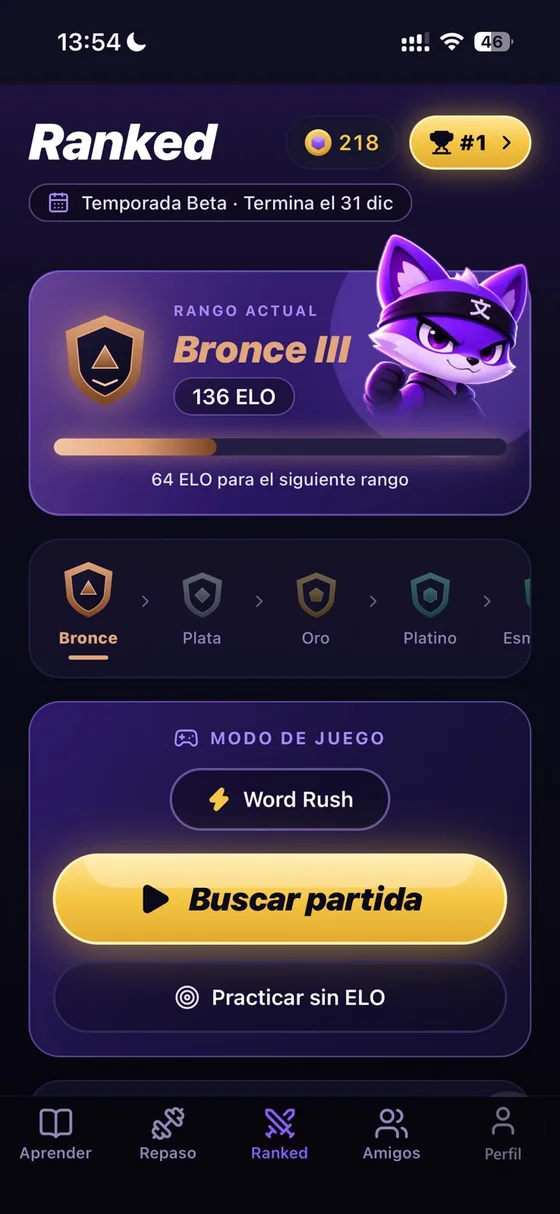 13:54
46
Ranked
218
#1
Temporada Beta · Termina el 31 dic
RANGO ACTUAL
文
Bronce III
136 ELO
64 ELO para el siguiente rango
Bronce
Plata
Oro
Platino
Esm
MODO DE JUEGO
Word Rush
Buscar partida
Practicar sin ELO
Aprender
Repaso
Ranked
Amigos
Perfil